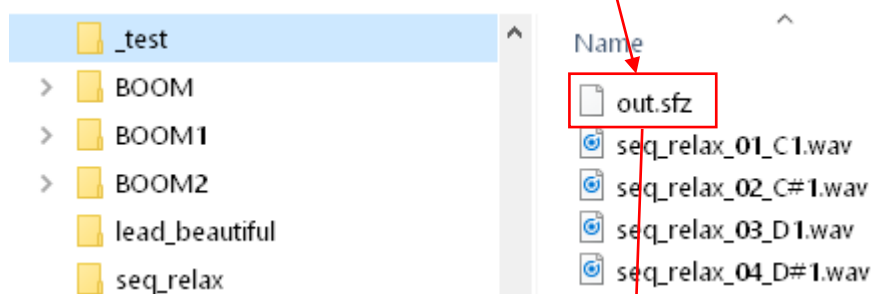 _test
BOOM
BOOM1
BOOM2
lead_beautiful
seq_relax
Name
out.sfz
seq_relax_01_C1.wav
seq_relax_02_C#1.wav
seq_relax_03_D1.wav
seq_relax_04_D#1.wav